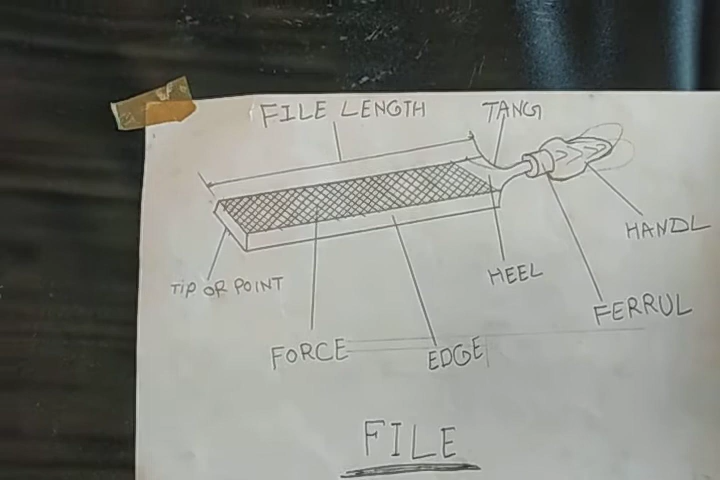 FILE LENGTH
TANG
HANDL
TIP OR POINT
HEEL
FERRUL
FORCE
EDGE
FILE